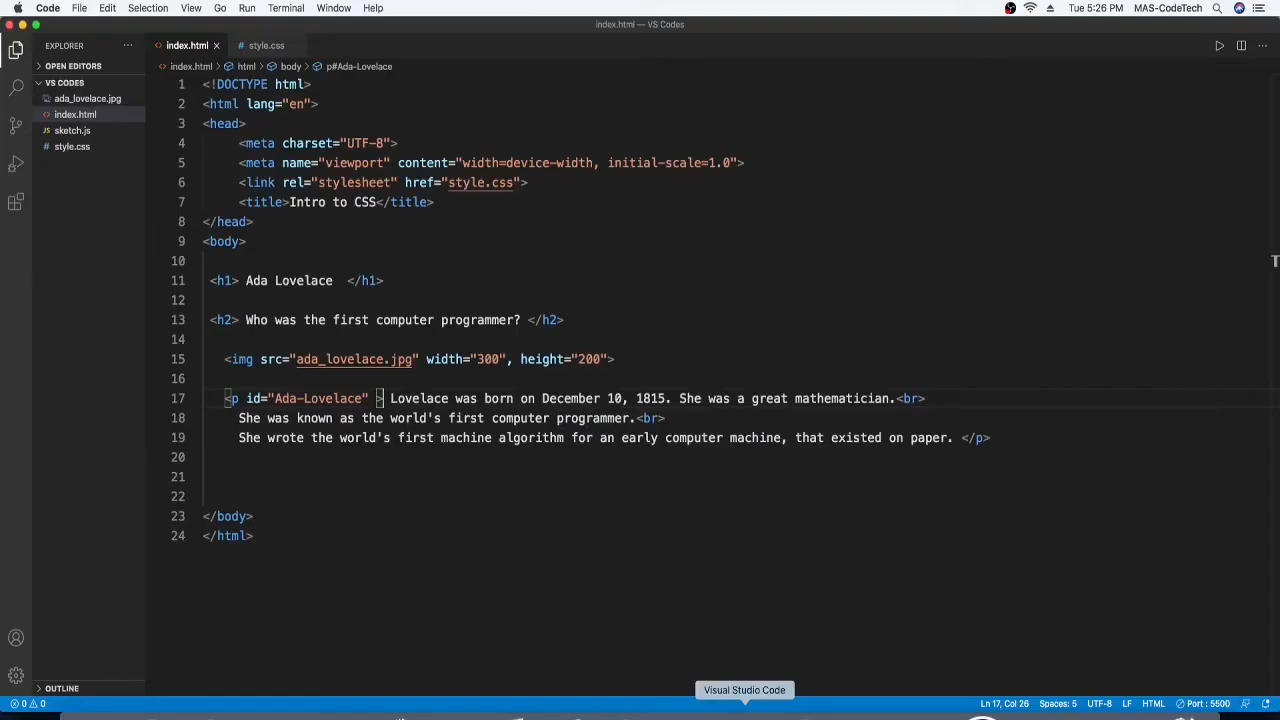 Code File Edit Selection View Go Run Terminal Window Help Tue 5:26 PM MAS-CodeTech
index.html — VS Codes
EXPLORER
OPEN EDITORS
VS CODES
ada_lovelace.jpg
index.html
sketch.js
style.css
index.html style.css
index.html html body p#Ada-Lovelace
1 <!DOCTYPE html>
2 <html lang="en">
3 <head>
4 <meta charset="UTF-8">
5 <meta name="viewport" content="width=device-width, initial-scale=1.0">
6 <link rel="stylesheet" href="style.css">
7 <title>Intro to CSS</title>
8 </head>
9 <body>
10
11 <h1> Ada Lovelace  </h1>
12
13 <h2> Who was the first computer programmer? </h2>
14
15 <img src="ada_lovelace.jpg" width="300", height="200">
16
17 <p id="Ada-Lovelace" > Lovelace was born on December 10, 1815. She was a great mathematician.<br>
18 She was known as the world's first computer programmer.<br>
19 She wrote the world's first machine algorithm for an early computer machine, that existed on paper. </p>
20
21
22
23 </body>
24 </html>
OUTLINE
Visual Studio Code
0 0 Ln 17, Col 26 Spaces: 5 UTF-8 LF HTML Port : 5500